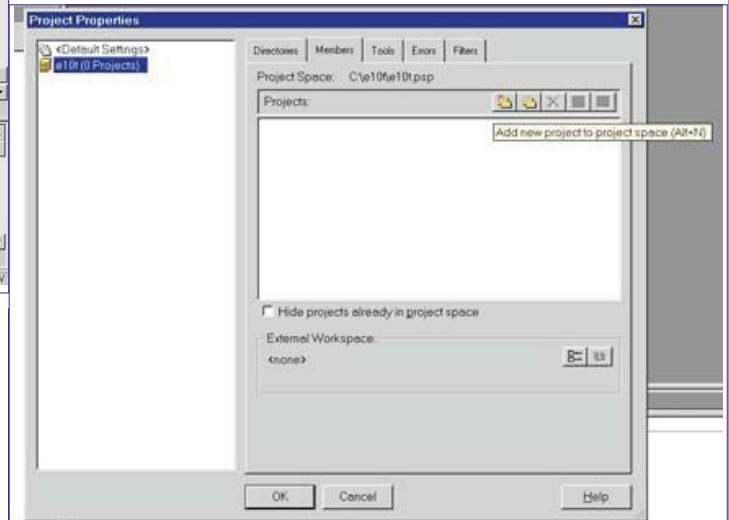 Project Properties
<Default Settings>
e10t (0 Projects)
Directories Members Tools Errors Filters
Project Space: C:\e10t\e10t.psp
Projects:
Add new project to project space (Alt+N)
Hide projects already in project space
External Workspace:
<none>
OK Cancel Help